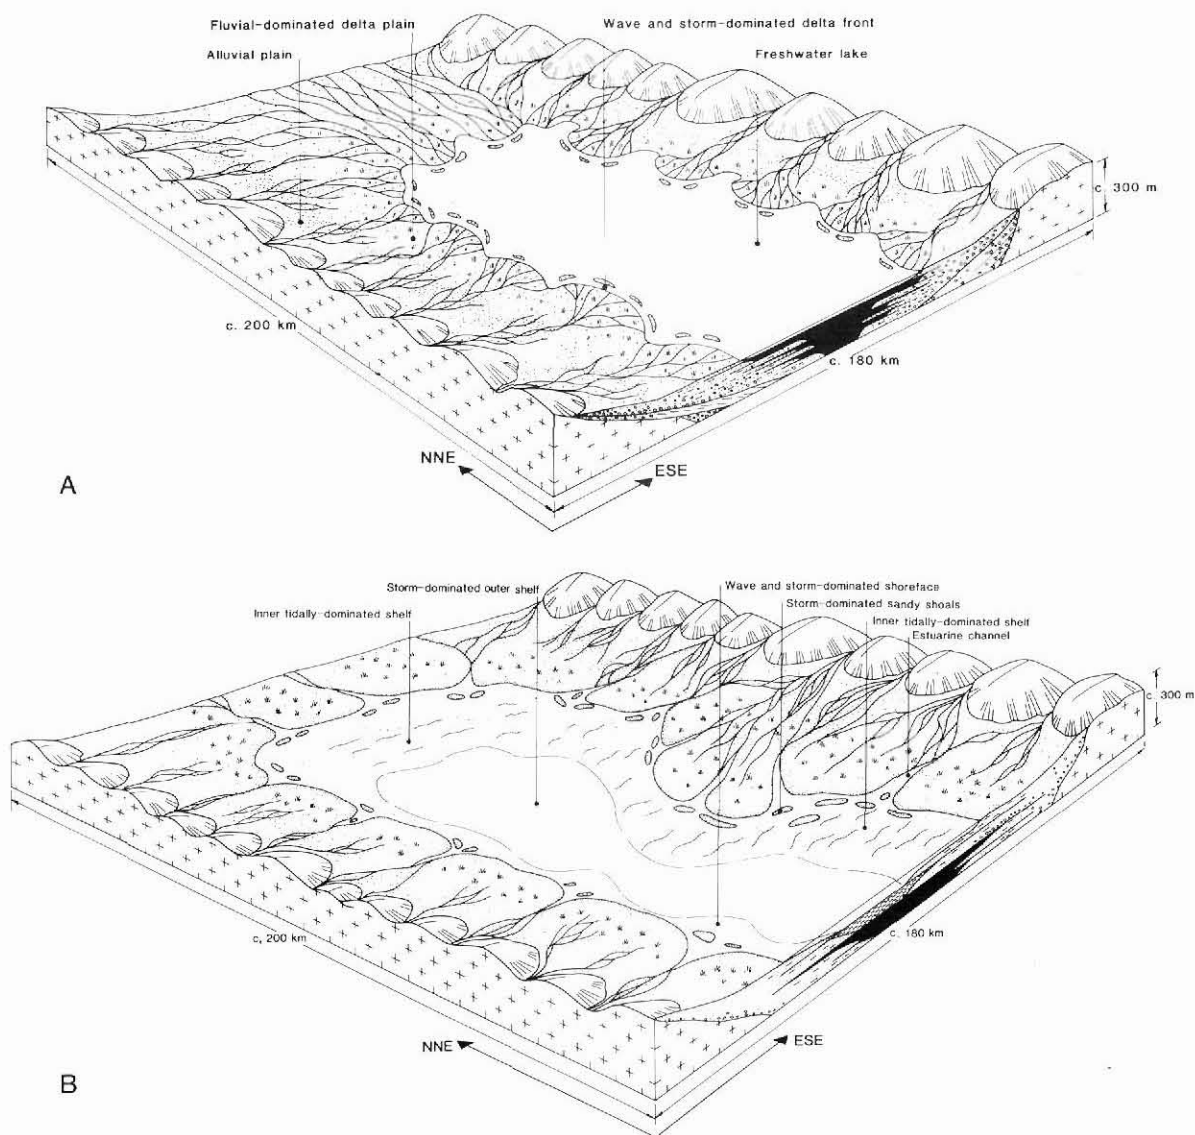 Fluvial-dominated delta plain
Wave and storm-dominated delta front
Alluvial plain
Freshwater lake
c. 300 m
c. 200 km
c. 180 km
NNE
ESE
A
Storm-dominated outer shelf
Wave and storm-dominated shoreface
Storm-dominated sandy shoals
Inner tidally-dominated shelf
Inner tidally-dominated shelf
Estuarine channel
c. 300 m
c, 200 km
c. 180 km
NNE
ESE
B